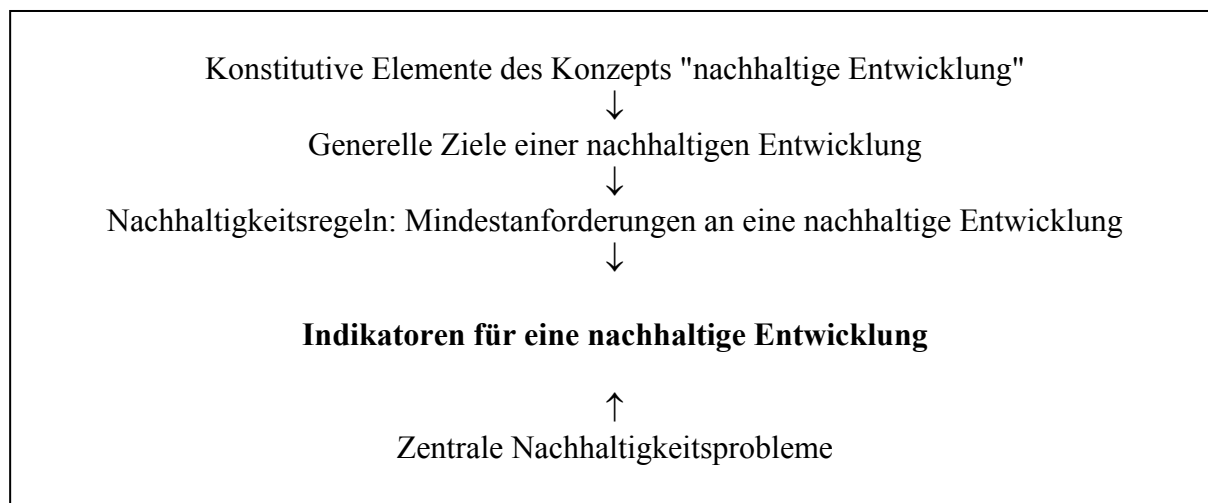 Konstitutive Elemente des Konzepts "nachhaltige Entwicklung"
↓
Generelle Ziele einer nachhaltigen Entwicklung
↓
Nachhaltigkeitsregeln: Mindestanforderungen an eine nachhaltige Entwicklung
↓
Indikatoren für eine nachhaltige Entwicklung
↑
Zentrale Nachhaltigkeitsprobleme